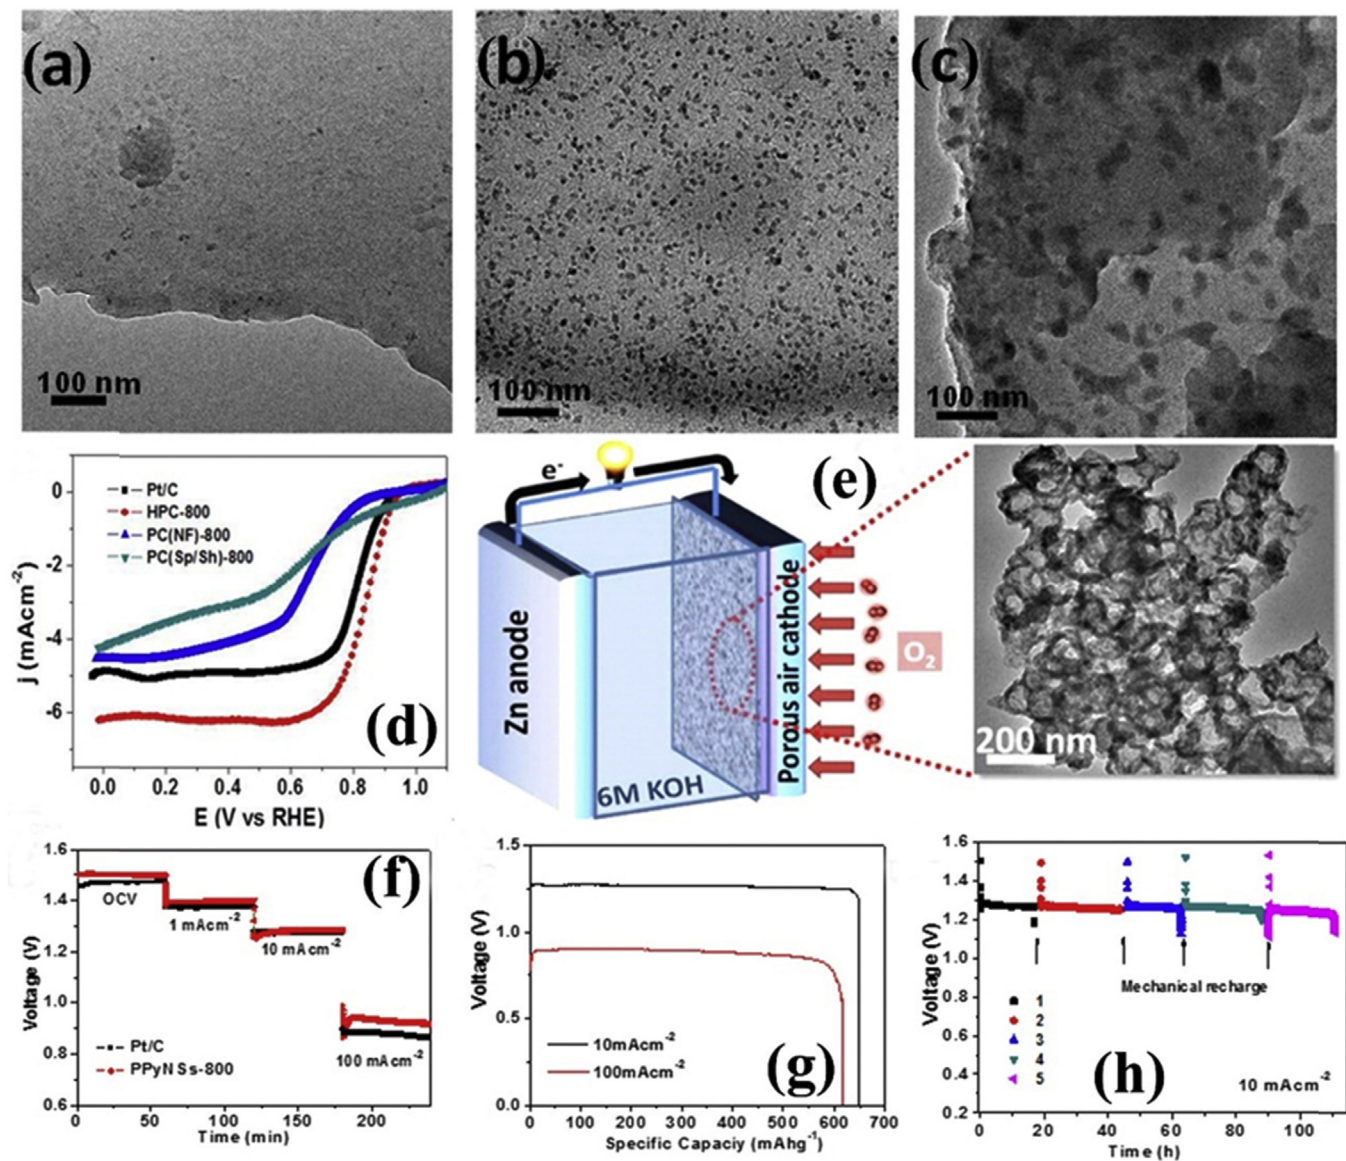 (a)
100 nm
(b)
100 nm
(c)
100 nm
0
-2
-4
-6
j (mAcm⁻²)
Pt/C
HPC-800
PC(NF)-800
PC(Sp/Sh)-800
(d)
0.0 0.2 0.4 0.6 0.8 1.0
E (V vs RHE)
e-
(e)
Zn anode
6M KOH
Porous air cathode
O₂
200 nm
1.6
1.4
1.2
1.0
0.8
0.6
Voltage (V)
OCV
1 mAcm⁻²
10 mAcm⁻²
100 mAcm⁻²
(f)
Pt/C
PPyN Ss-800
0 50 100 150 200
Time (min)
1.5
1.0
0.5
0.0
Voltage (V)
10mAcm⁻²
100mAcm⁻²
(g)
0 100 200 300 400 500 600 700
Specific Capaciy (mAhg⁻¹)
1.6
1.4
1.2
1.0
0.8
0.6
0.4
0.2
Voltage (V)
Mechanical recharge
1
2
3
4
5
(h)
10 mAcm⁻²
0 20 40 60 80 100
Time (h)